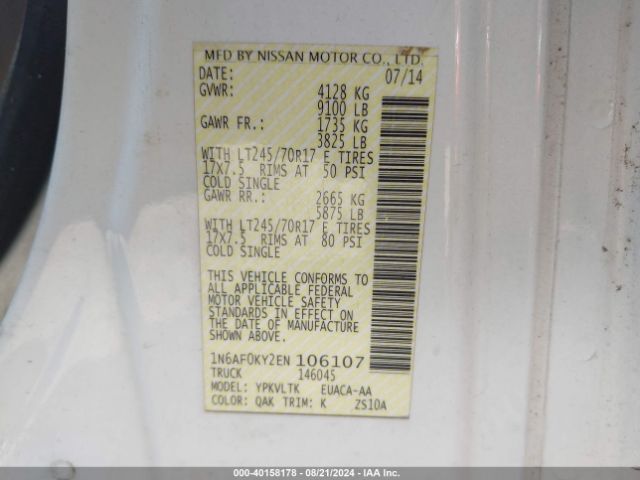 MFD BY NISSAN MOTOR CO., LTD.
DATE: 07/14
GVWR: 4128 KG
9100 LB
GAWR FR.: 1735 KG
3825 LB
WITH LT245/70R17 E TIRES
17X7.5 RIMS AT 50 PSI
COLD SINGLE
GAWR RR.: 2665 KG
5875 LB
WITH LT245/70R17 E TIRES
17X7.5 RIMS AT 80 PSI
COLD SINGLE
THIS VEHICLE CONFORMS TO
ALL APPLICABLE FEDERAL
MOTOR VEHICLE SAFETY
STANDARDS IN EFFECT ON
THE DATE OF MANUFACTURE
SHOWN ABOVE.
1N6AF0KY2EN 106107
TRUCK 146045
MODEL: YPKVLTK EUACA-AA
COLOR: QAK TRIM: K ZS10A
000-40158178 - 08/21/2024 - IAA Inc.